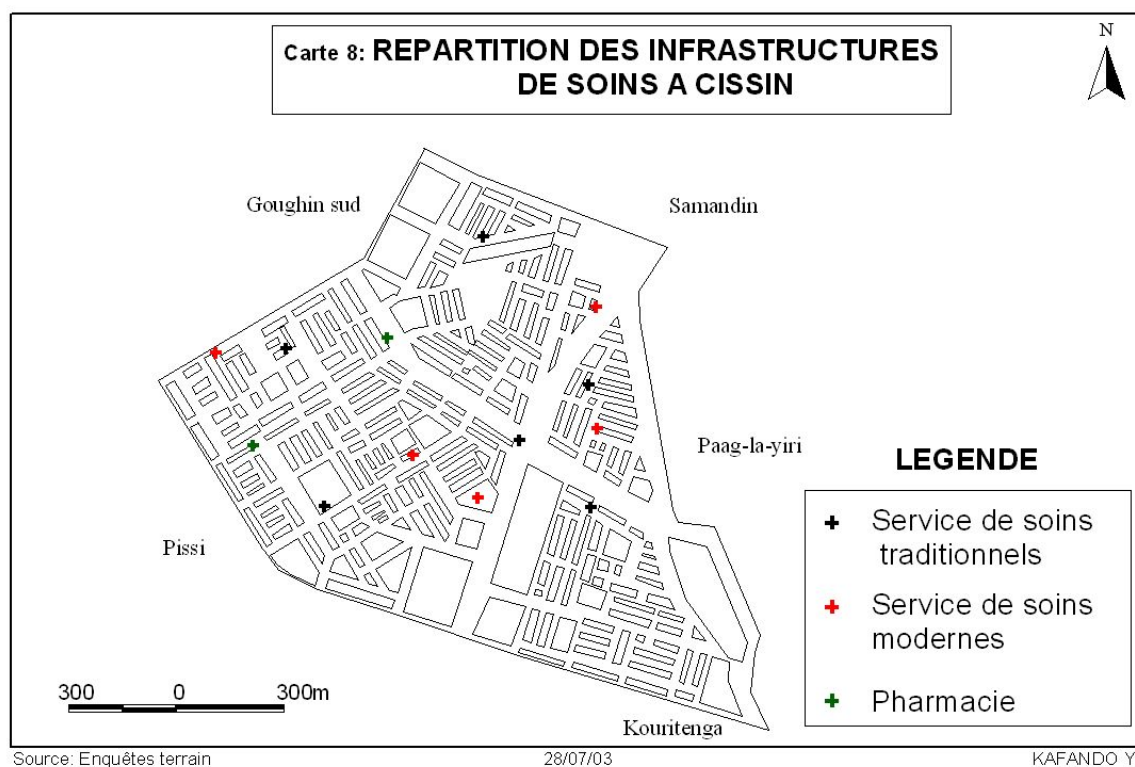 Carte 8: REPARTITION DES INFRASTRUCTURES
DE SOINS A CISSIN
N
Goughin sud
Samandin
Paag-la-yiri
Pissi
Kouritenga
LEGENDE
Service de soins
traditionnels
Service de soins
modernes
Pharmacie
300 0 300m
Source: Enquêtes terrain
28/07/03
KAFANDO Y